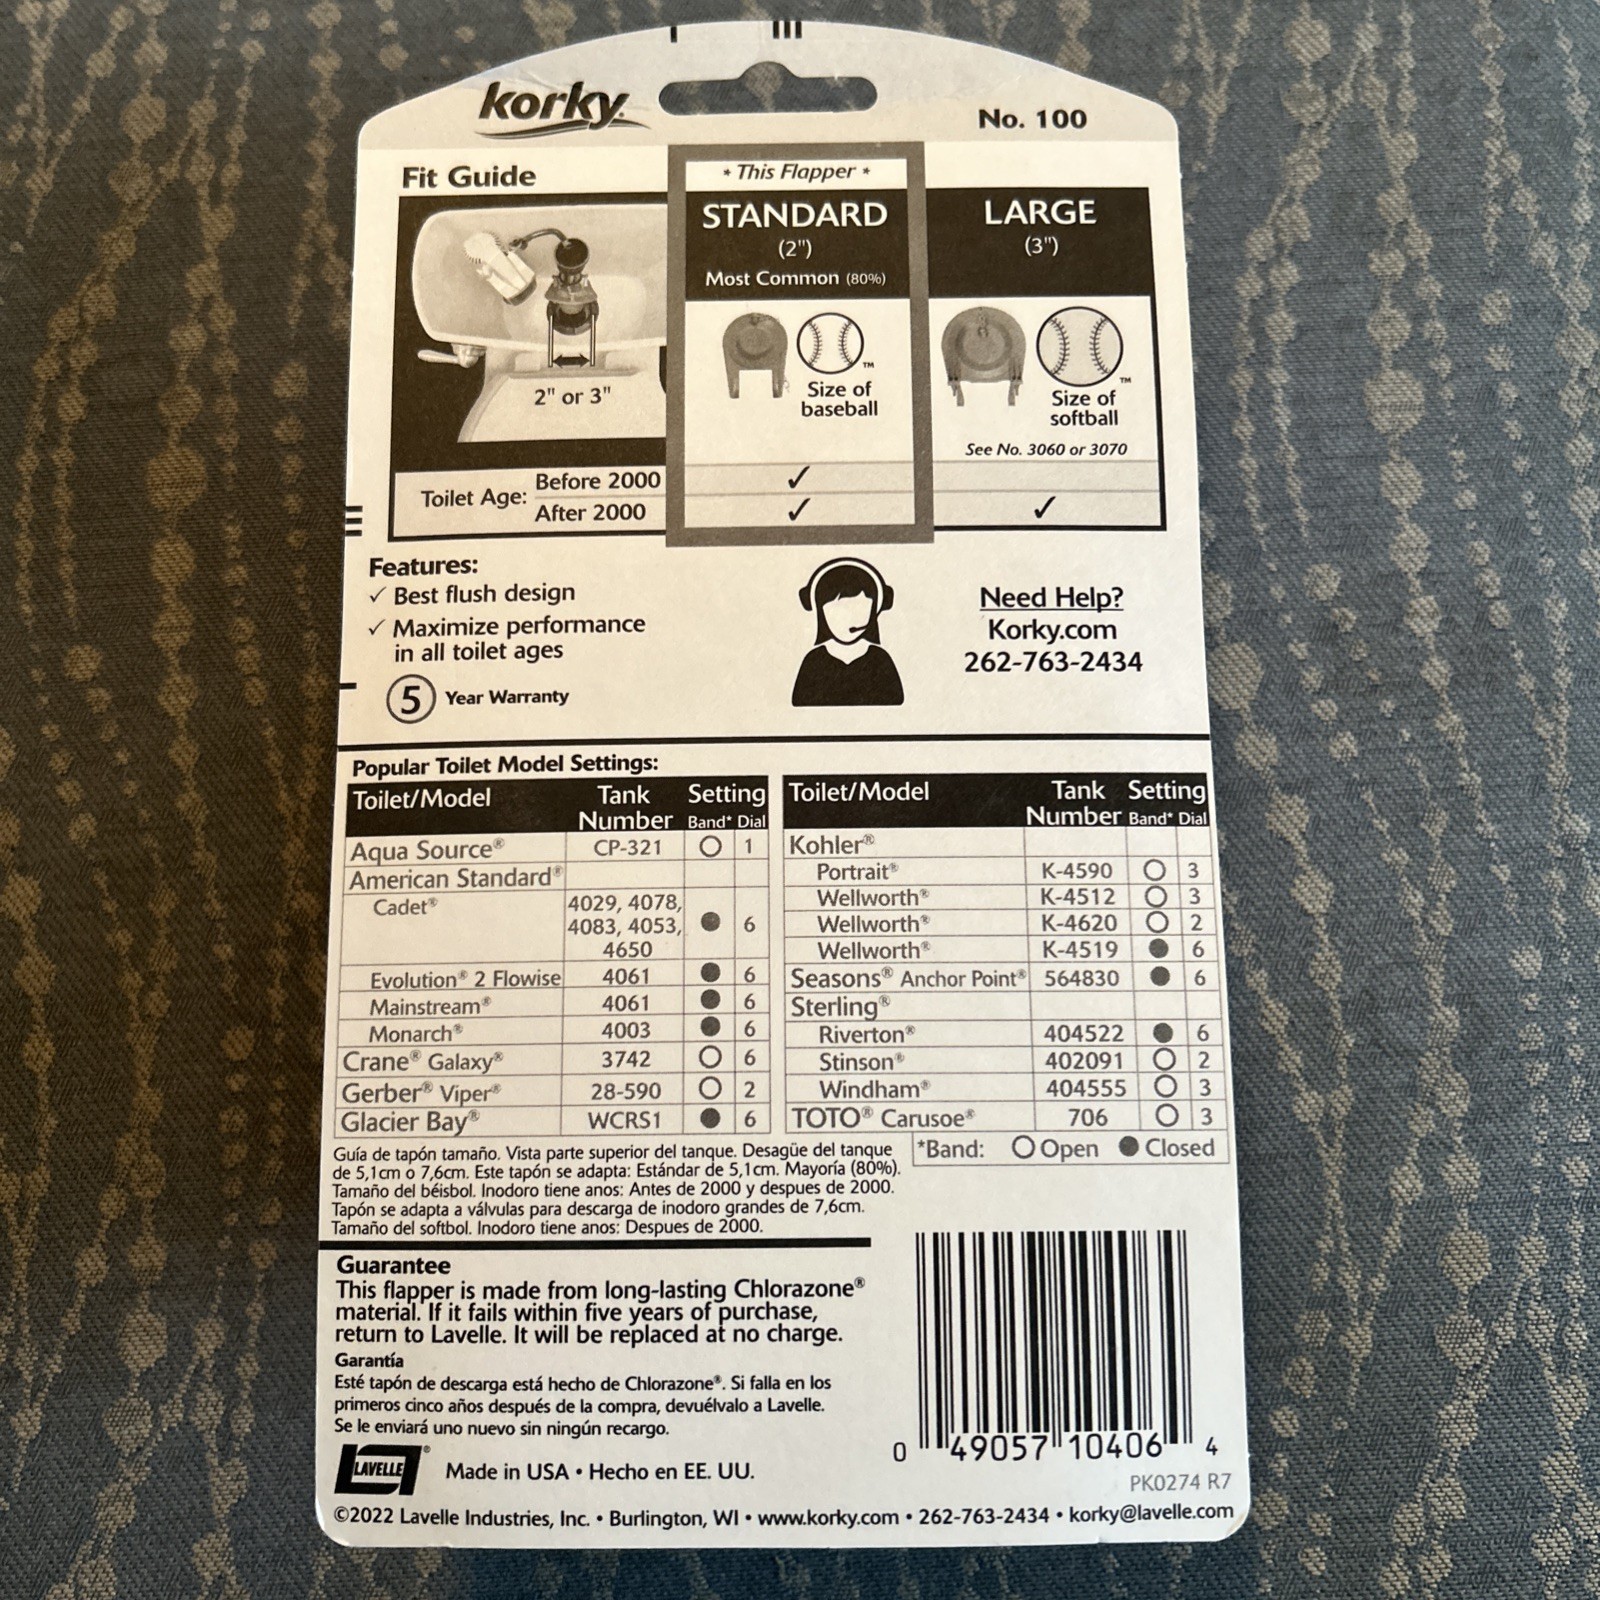 korky.
No. 100
Fit Guide
* This Flapper *
STANDARD
(2")
Most Common (80%)
LARGE
(3")
2" or 3"
Size of
baseball
™
Size of
softball
™
See No. 3060 or 3070
Toilet Age: Before 2000 ✓
After 2000 ✓ ✓
Features:
✓ Best flush design
✓ Maximize performance
in all toilet ages
5 Year Warranty
Need Help?
Korky.com
262-763-2434
Popular Toilet Model Settings:
Toilet/Model Tank Number Setting Band* Dial
Aqua Source® CP-321 ○ 1
American Standard®
Cadet® 4029, 4078,
4083, 4053, ● 6
4650
Evolution® 2 Flowise 4061 ● 6
Mainstream® 4061 ● 6
Monarch® 4003 ● 6
Crane® Galaxy® 3742 ○ 6
Gerber® Viper® 28-590 ○ 2
Glacier Bay® WCRS1 ● 6
Toilet/Model Tank Number Setting Band* Dial
Kohler®
Portrait® K-4590 ○ 3
Wellworth® K-4512 ○ 3
Wellworth® K-4620 ○ 2
Wellworth® K-4519 ● 6
Seasons® Anchor Point® 564830 ● 6
Sterling®
Riverton® 404522 ● 6
Stinson® 402091 ○ 2
Windham® 404555 ○ 3
TOTO® Carusoe® 706 ○ 3
*Band: ○ Open ● Closed
Guía de tapón tamaño. Vista parte superior del tanque. Desagüe del tanque
de 5,1cm o 7,6cm. Este tapón se adapta: Estándar de 5,1cm. Mayoría (80%).
Tamaño del béisbol. Inodoro tiene anos: Antes de 2000 y despues de 2000.
Tapón se adapta a válvulas para descarga de inodoro grandes de 7,6cm.
Tamaño del softbol. Inodoro tiene anos: Despues de 2000.
Guarantee
This flapper is made from long-lasting Chlorazone®
material. If it fails within five years of purchase,
return to Lavelle. It will be replaced at no charge.
Garantía
Esté tapón de descarga está hecho de Chlorazone®. Si falla en los
primeros cinco años después de la compra, devuélvalo a Lavelle.
Se le enviará uno nuevo sin ningún recargo.
LAVELLE®
Made in USA • Hecho en EE. UU.
0 49057 10406 4
PK0274 R7
©2022 Lavelle Industries, Inc. • Burlington, WI • www.korky.com • 262-763-2434 • korky@lavelle.com